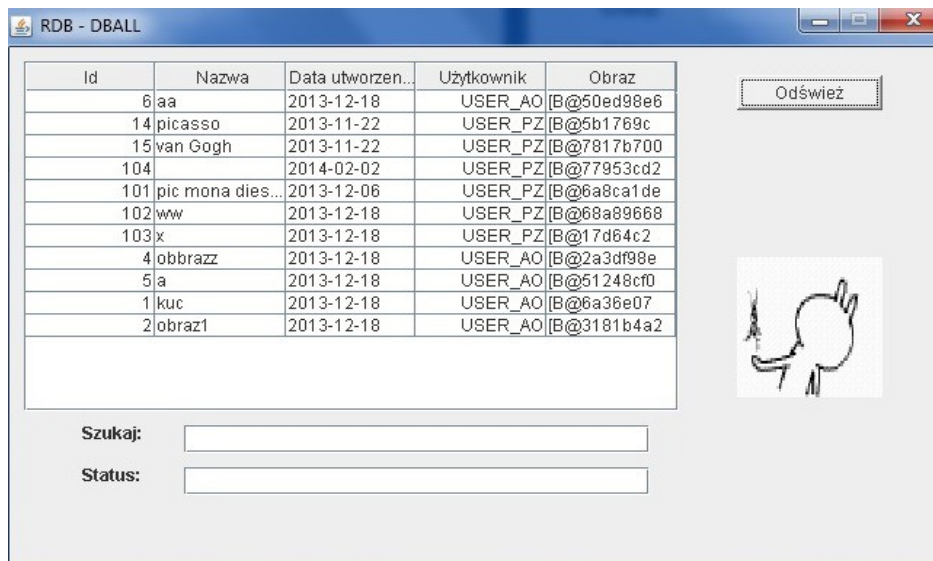 RDB - DBALL
Id Nazwa Data utworzen... Użytkownik Obraz
6 aa 2013-12-18 USER_AO [B@50ed98e6
14 picasso 2013-11-22 USER_PZ [B@5b1769c
15 van Gogh 2013-11-22 USER_PZ [B@7817b700
104 2014-02-02 USER_PZ [B@77953cd2
101 pic mona dies... 2013-12-06 USER_PZ [B@6a8ca1de
102 ww 2013-12-18 USER_PZ [B@68a89668
103 x 2013-12-18 USER_PZ [B@17d64c2
4 obbrazz 2013-12-18 USER_AO [B@2a3df98e
5 a 2013-12-18 USER_AO [B@51248cf0
1 kuc 2013-12-18 USER_AO [B@6a36e07
2 obraz1 2013-12-18 USER_AO [B@3181b4a2
Odśwież
Szukaj:
Status: